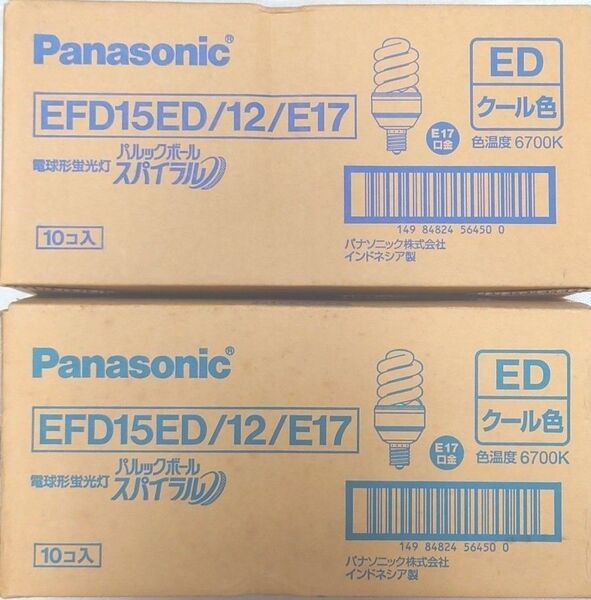 Panasonic®
EFD15ED/12/E17
電球形蛍光灯 パルックボール スパイラル
10コ入
E17 口金
ED
クール色
色温度 6700K
149 84824 56450 0
パナソニック株式会社
インドネシア製
Panasonic®
EFD15ED/12/E17
電球形蛍光灯 パルックボール スパイラル
10コ入
E17 口金
ED
クール色
色温度 6700K
149 84824 56450 0
パナソニック株式会社
インドネシア製